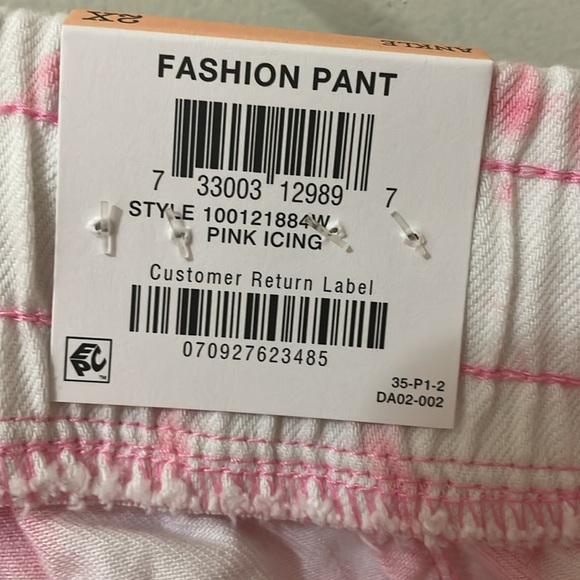 2X ANKLE
FASHION PANT
7 33003 12989 7
STYLE 100121884W
PINK ICING
Customer Return Label
070927623485
EPC™
35-P1-2
DA02-002